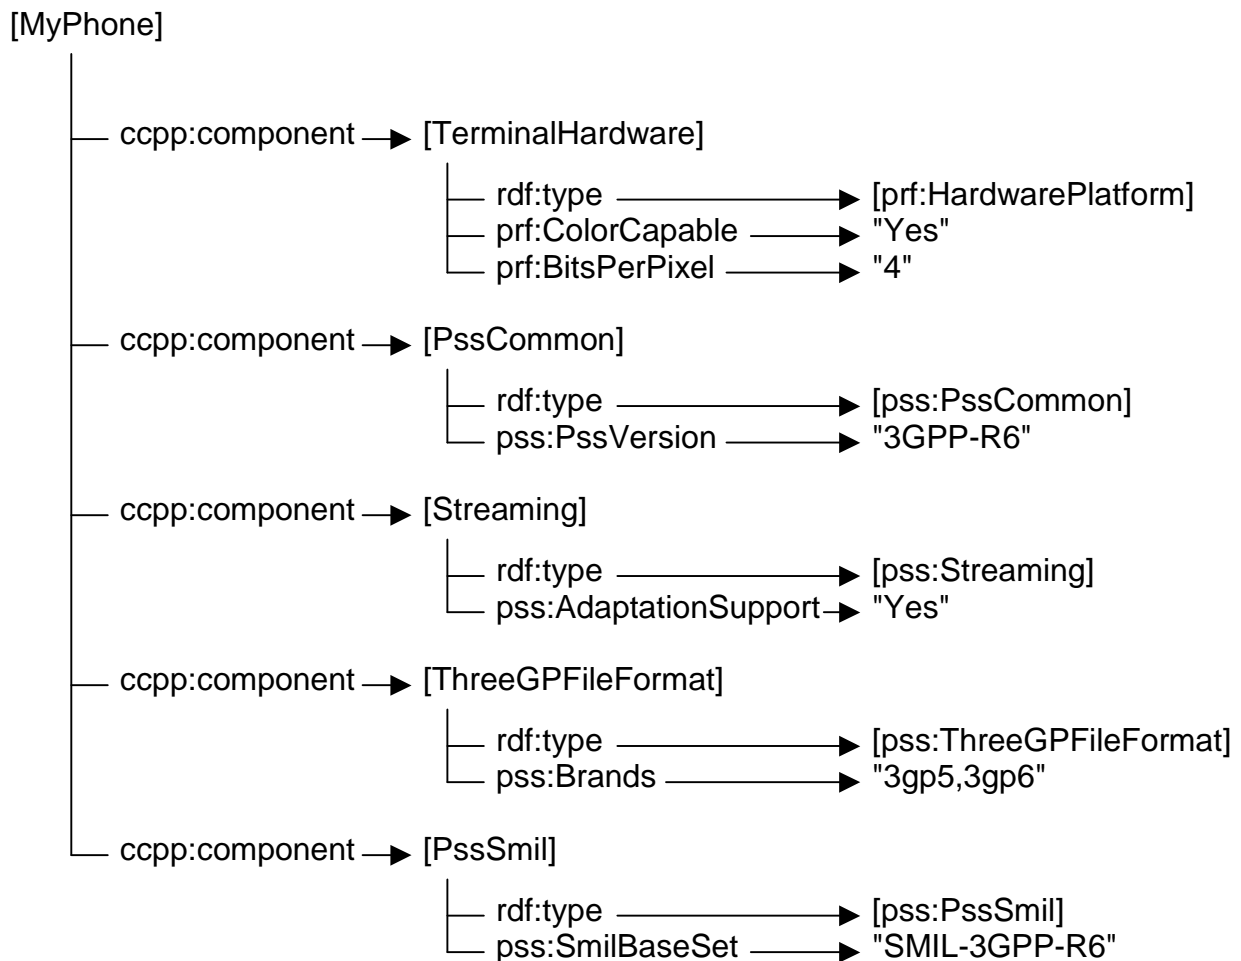 [MyPhone]
ccpp:component [TerminalHardware]
rdf:type [prf:HardwarePlatform]
prf:ColorCapable "Yes"
prf:BitsPerPixel "4"
ccpp:component [PssCommon]
rdf:type [pss:PssCommon]
pss:PssVersion "3GPP-R6"
ccpp:component [Streaming]
rdf:type [pss:Streaming]
pss:AdaptationSupport "Yes"
ccpp:component [ThreeGPFileFormat]
rdf:type [pss:ThreeGPFileFormat]
pss:Brands "3gp5,3gp6"
ccpp:component [PssSmil]
rdf:type [pss:PssSmil]
pss:SmilBaseSet "SMIL-3GPP-R6"